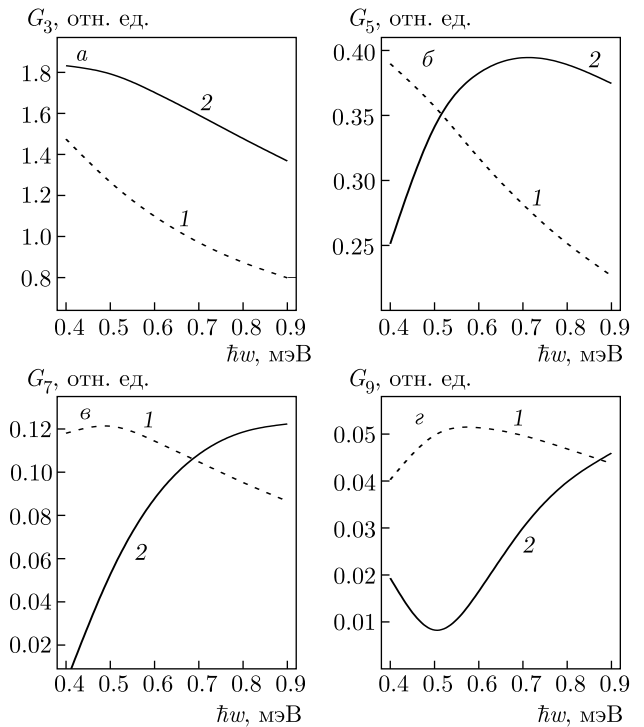 G₃, отн. ед.
а
1.8
1.6
1.4
1.2
1.0
0.8
2
1
0.4 0.5 0.6 0.7 0.8 0.9
ħw, мэВ
G₅, отн. ед.
б
0.40
0.35
0.30
0.25
2
1
0.4 0.5 0.6 0.7 0.8 0.9
ħw, мэВ
G₇, отн. ед.
в
0.12
0.10
0.08
0.06
0.04
0.02
1
2
0.4 0.5 0.6 0.7 0.8 0.9
ħw, мэВ
G₉, отн. ед.
г
0.05
0.04
0.03
0.02
0.01
1
2
0.4 0.5 0.6 0.7 0.8 0.9
ħw, мэВ